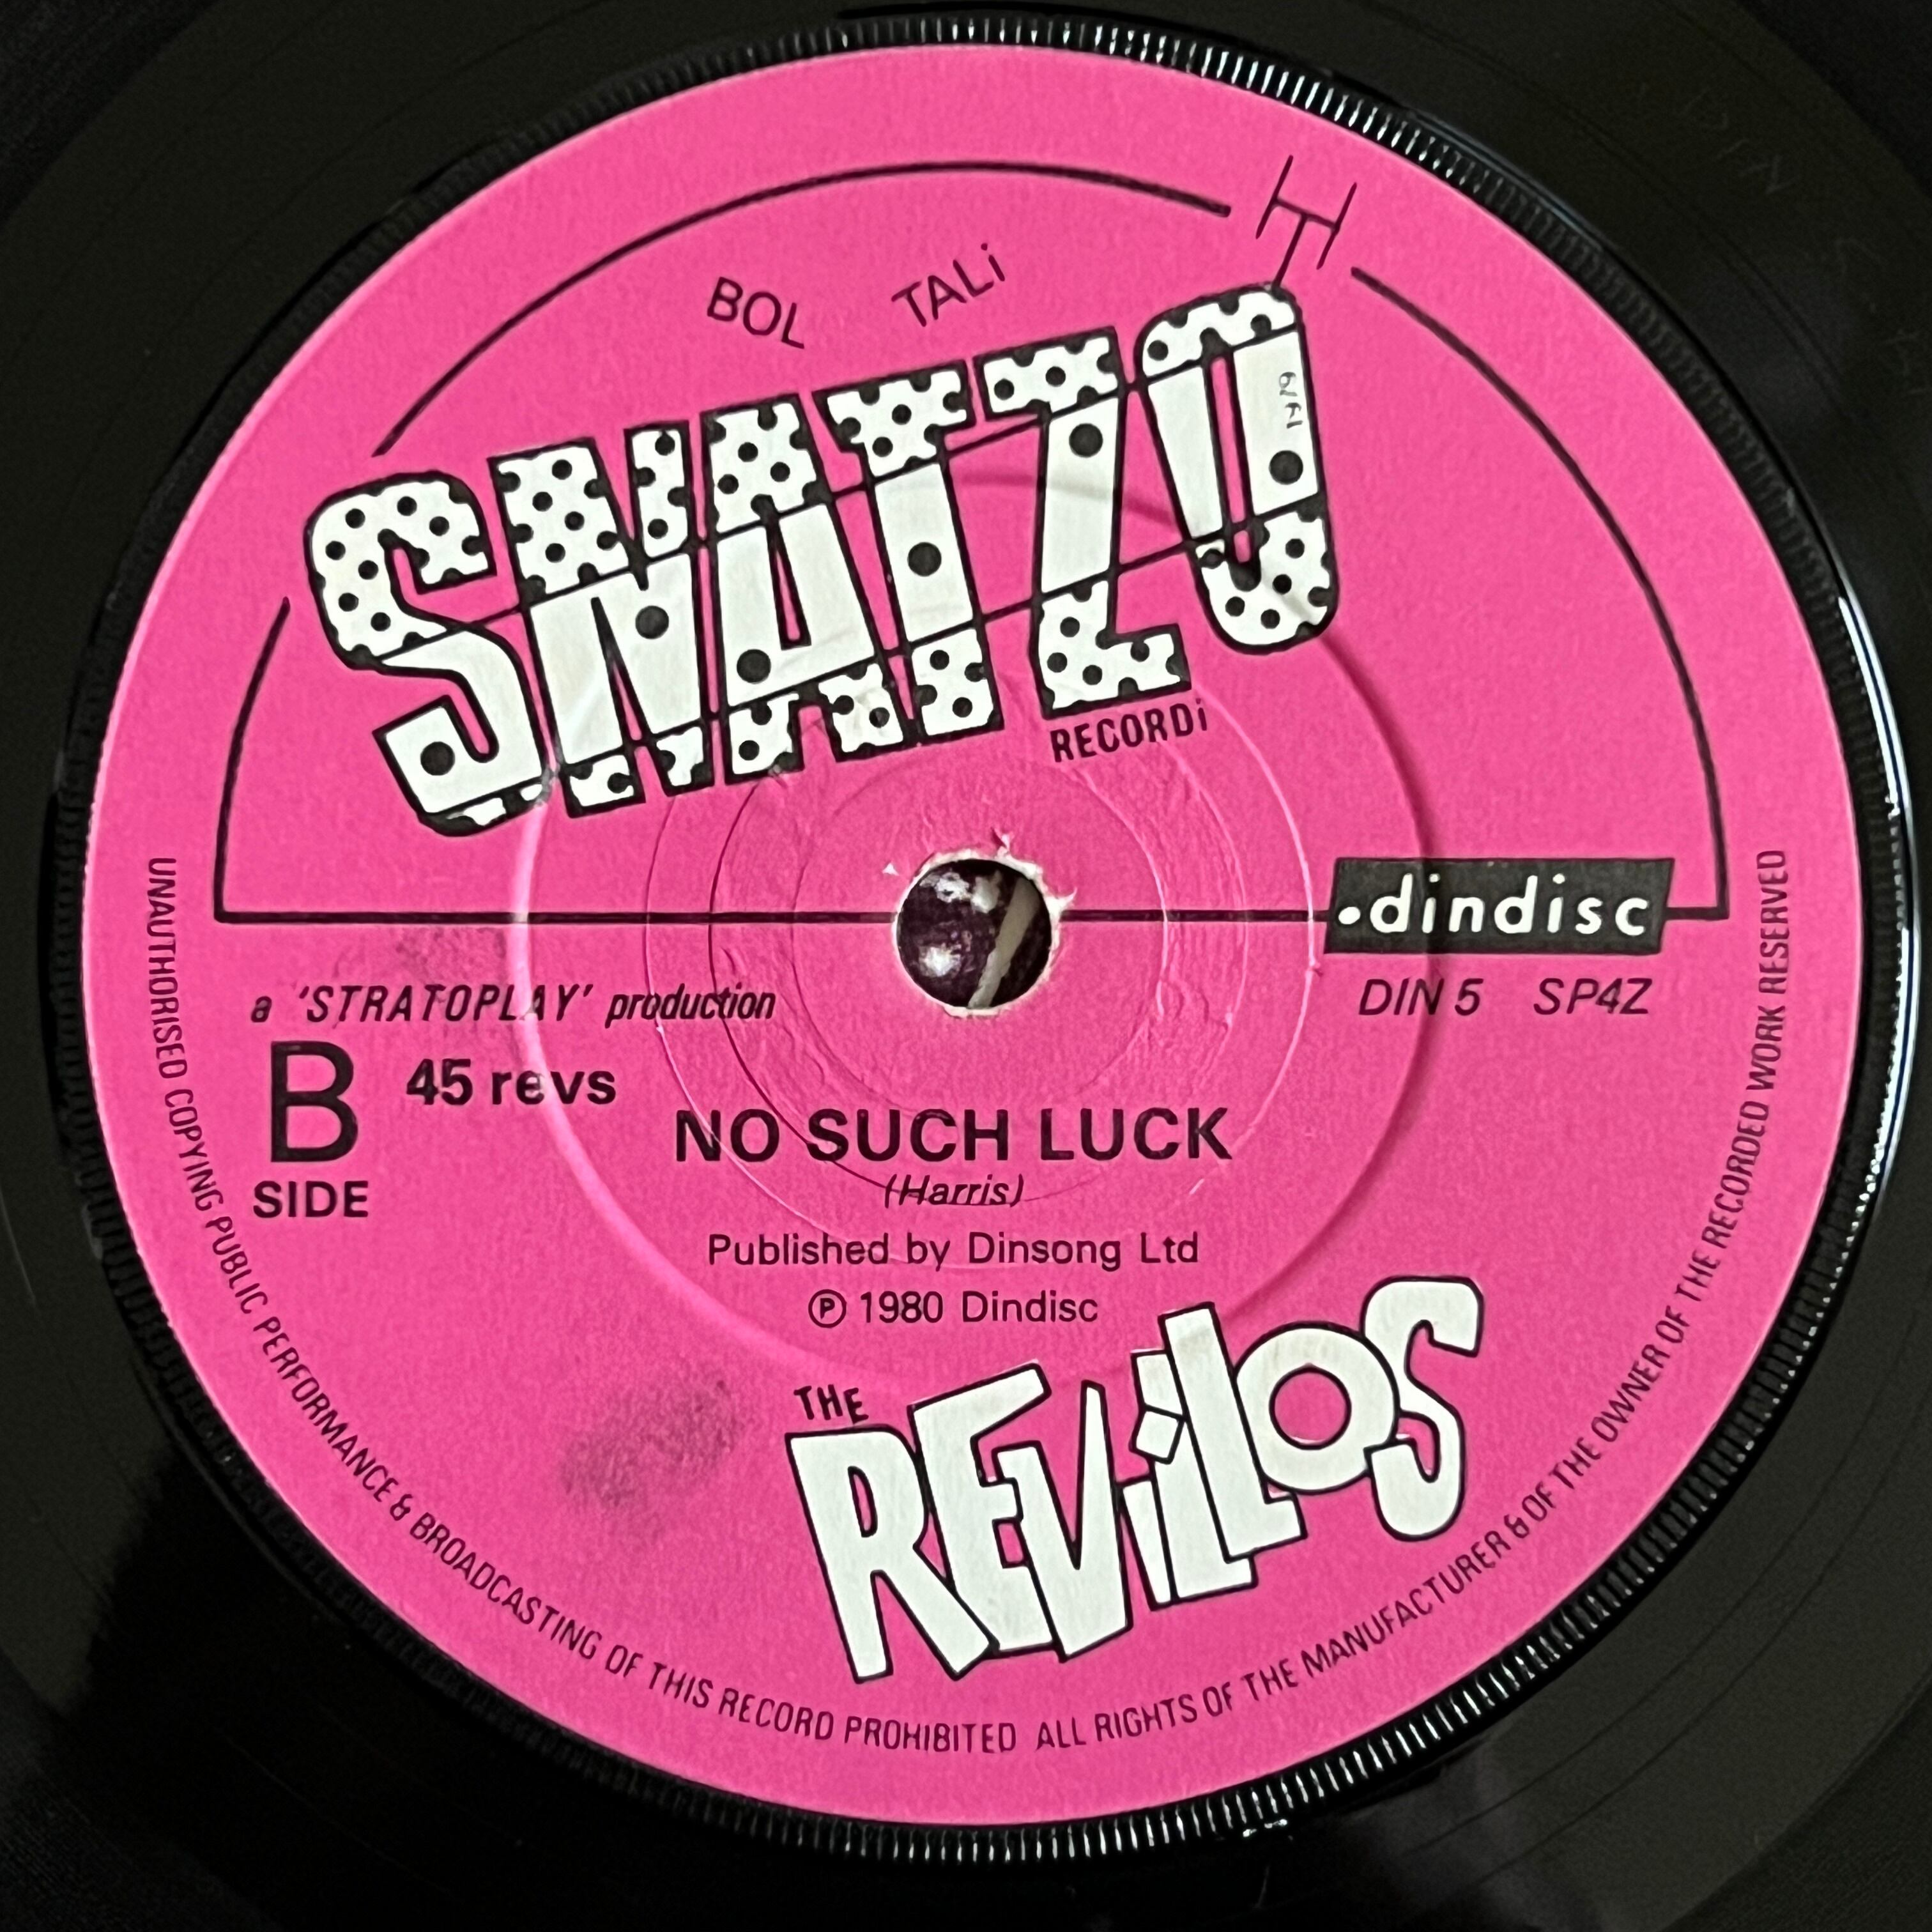 BOL TALi
SNATZO
RECORDi
.dindisc
DIN 5 SP4Z
a 'STRATOPLAY' production
B
SIDE
45 revs
NO SUCH LUCK
(Harris)
Published by Dinsong Ltd
℗ 1980 Dindisc
THE
REViLLOS
UNAUTHORISED COPYING PUBLIC PERFORMANCE & BROADCASTING OF THIS RECORD PROHIBITED ALL RIGHTS OF THE MANUFACTURER & OF THE OWNER OF THE RECORDED WORK RESERVED